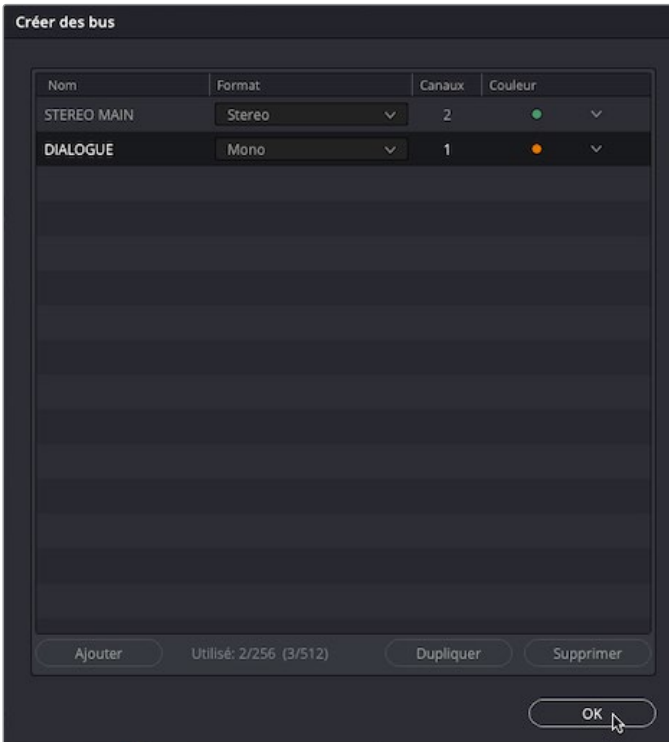 Créer des bus
Nom Format Canaux Couleur
STEREO MAIN Stereo 2
DIALOGUE Mono 1
Ajouter Utilisé: 2/256 (3/512) Dupliquer Supprimer
OK